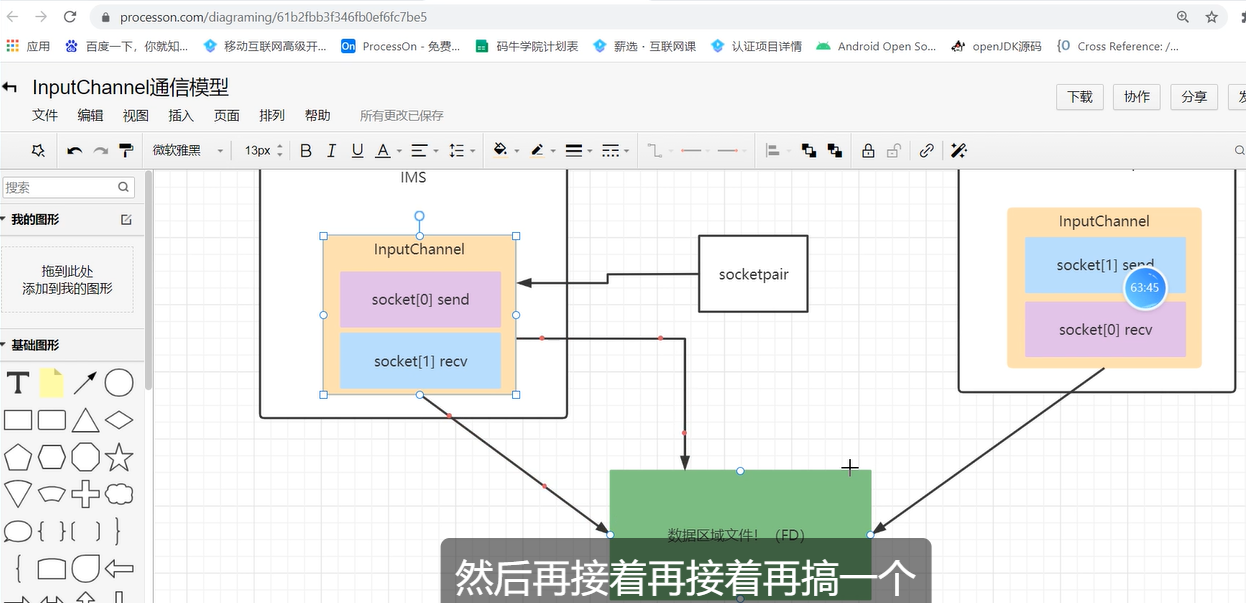 processon.com/diagraming/61b2fbb3f346fb0ef6fc7be5
应用 百度一下，你就知... 移动互联网高级开... On ProcessOn - 免费... 码牛学院计划表 薪选 · 互联网课 认证项目详情 Android Open So... openJDK源码 Cross Reference: /...
InputChannel通信模型
下载 协作 分享
文件 编辑 视图 插入 页面 排列 帮助 所有更改已保存
微软雅黑 13px B I U A
搜索
我的图形
拖到此处
添加到我的图形
基础图形
T
IMS
InputChannel
socket[0] send
socket[1] recv
socketpair
InputChannel
socket[1] send
63:45
socket[0] recv
数据区域文件！（FD）
然后再接着再接着再搞一个